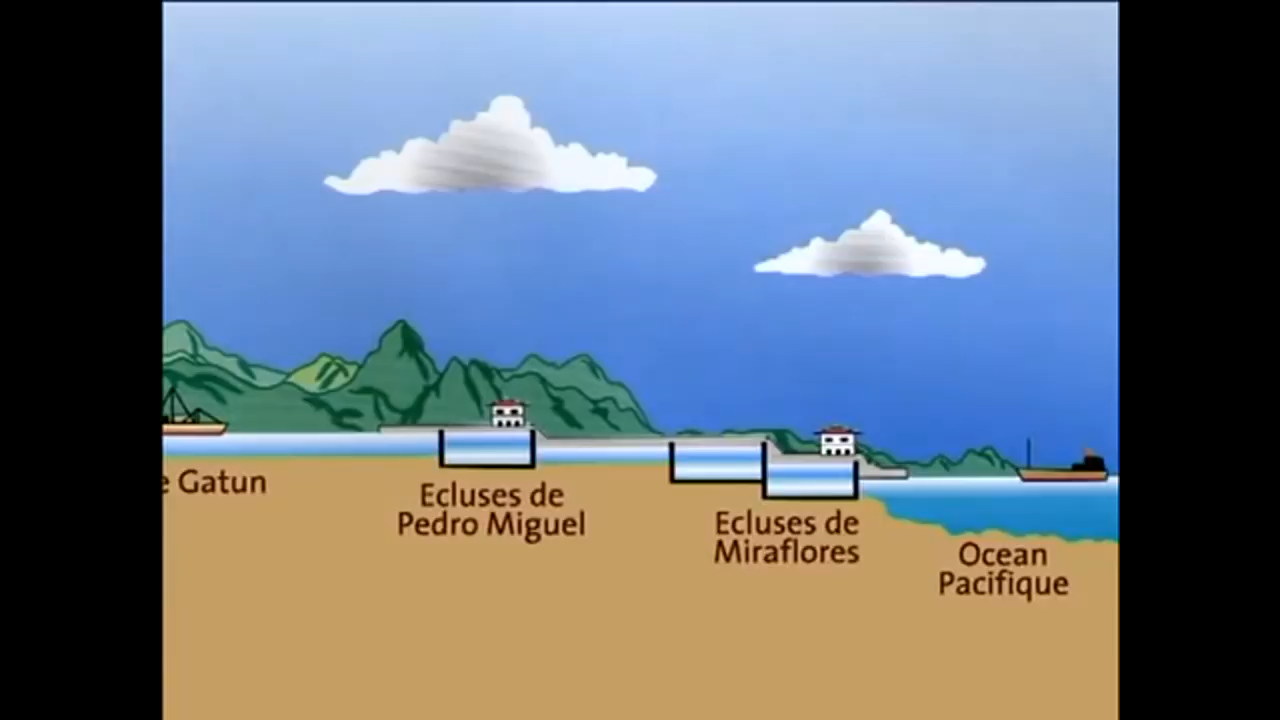 e Gatun
Ecluses de
Pedro Miguel
Ecluses de
Miraflores
Ocean
Pacifique